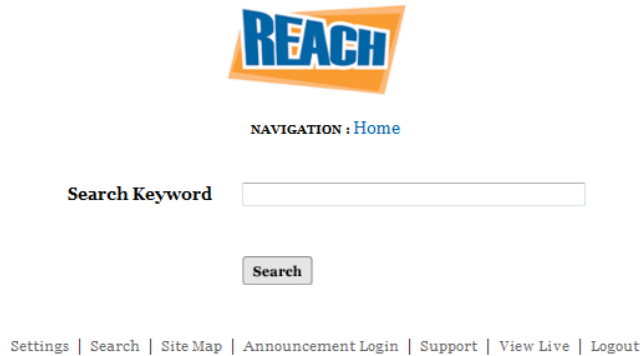 REACH
NAVIGATION : Home
Search Keyword
Search
Settings | Search | Site Map | Announcement Login | Support | View Live | Logout